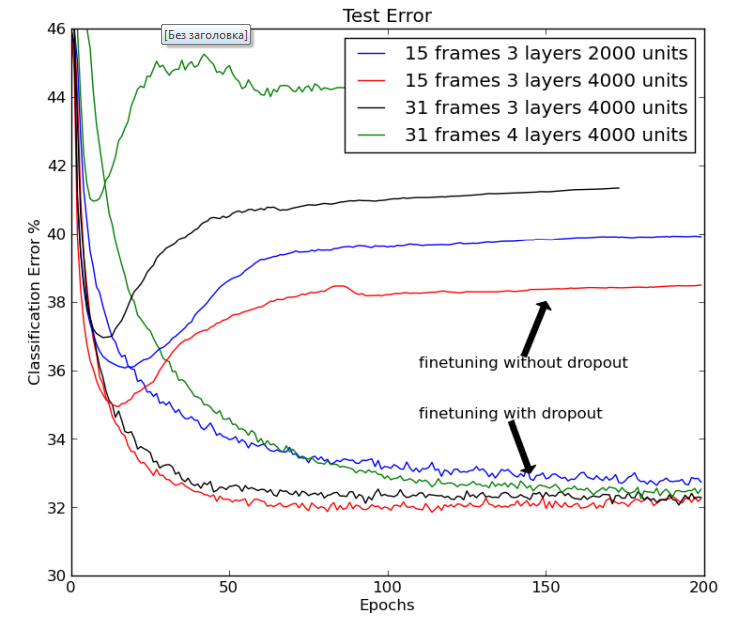 Test Error
[Без заголовка]
46
44
42
40
38
36
34
32
30
Classification Error %
15 frames 3 layers 2000 units
15 frames 3 layers 4000 units
31 frames 3 layers 4000 units
31 frames 4 layers 4000 units
finetuning without dropout
finetuning with dropout
0 50 100 150 200
Epochs